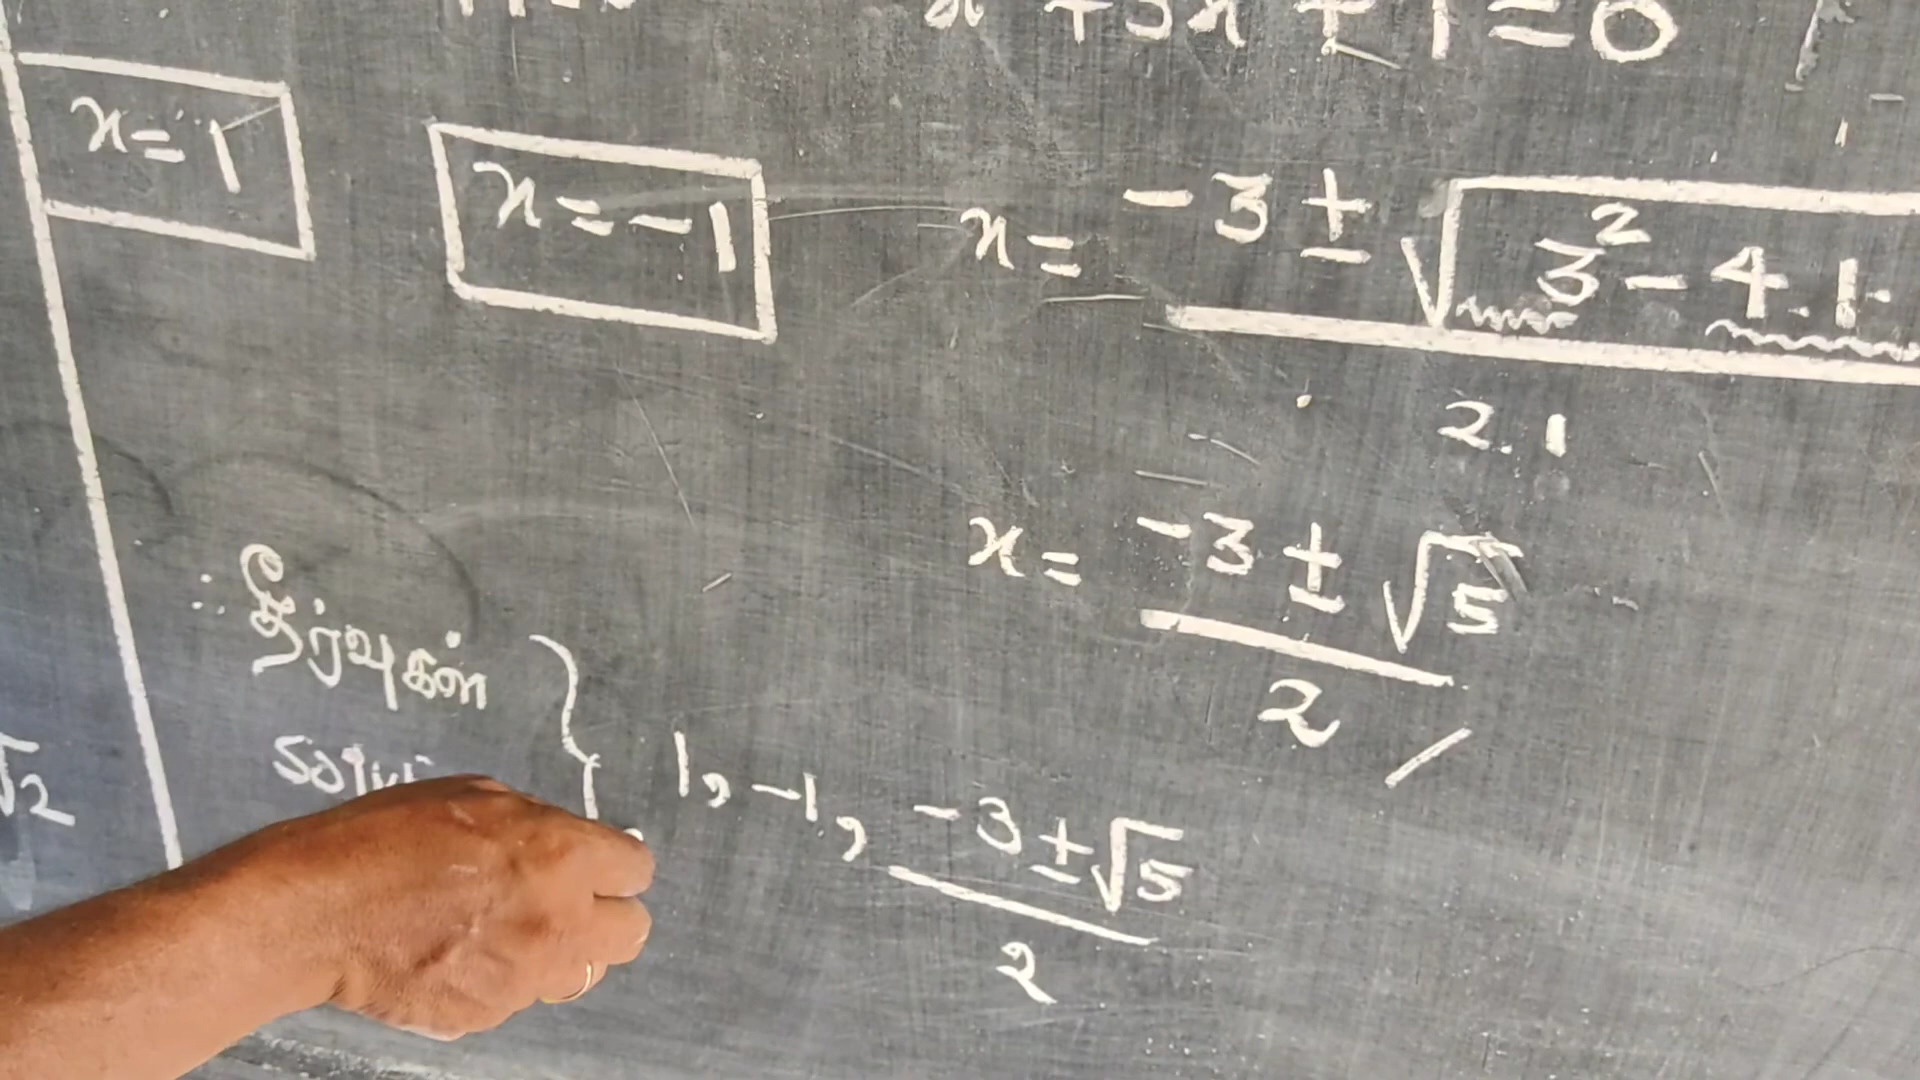 x² + 3x + 1 = 0
x = 1
x = -1
x = -3 ± √3² - 4.1.
2.1
x = -3 ± √5
2
∴ தீர்வுகள்
1, -1, -3 ± √5
2
√2